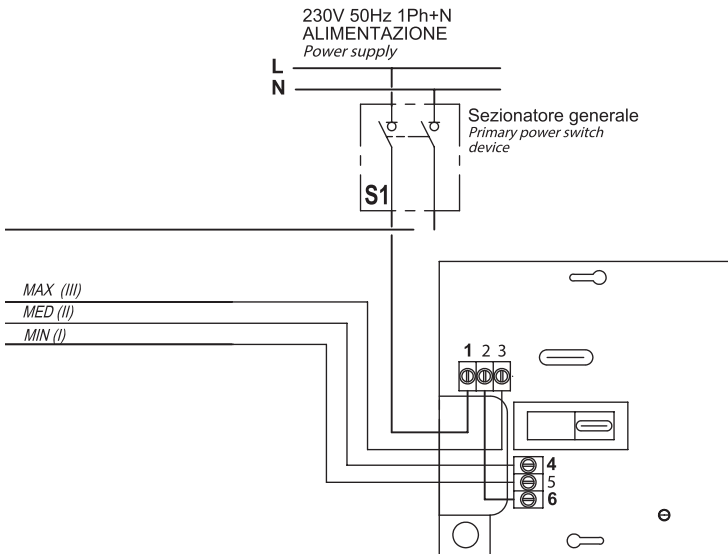 230V 50Hz 1Ph+N
ALIMENTAZIONE
Power supply
L
N
Sezionatore generale
Primary power switch
device
S1
MAX (III)
MED (II)
MIN (I)
1 2 3
4
5
6